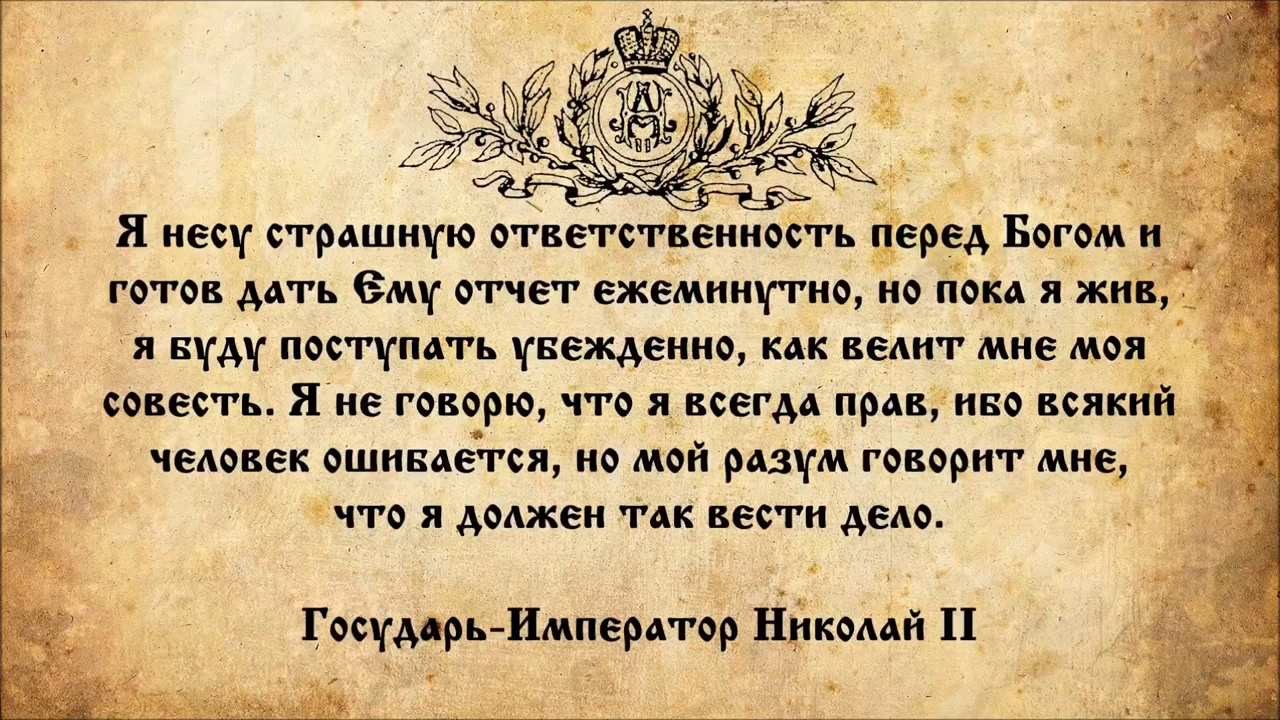 Я несу страшную ответственность перед Богом и
готов дать Ему отчет ежеминутно, но пока я жив,
я буду поступать убежденно, как велит мне моя
совесть. Я не говорю, что я всегда прав, ибо всякий
человек ошибается, но мой разум говорит мне,
что я должен так вести дело.
Государь-Император Николай II